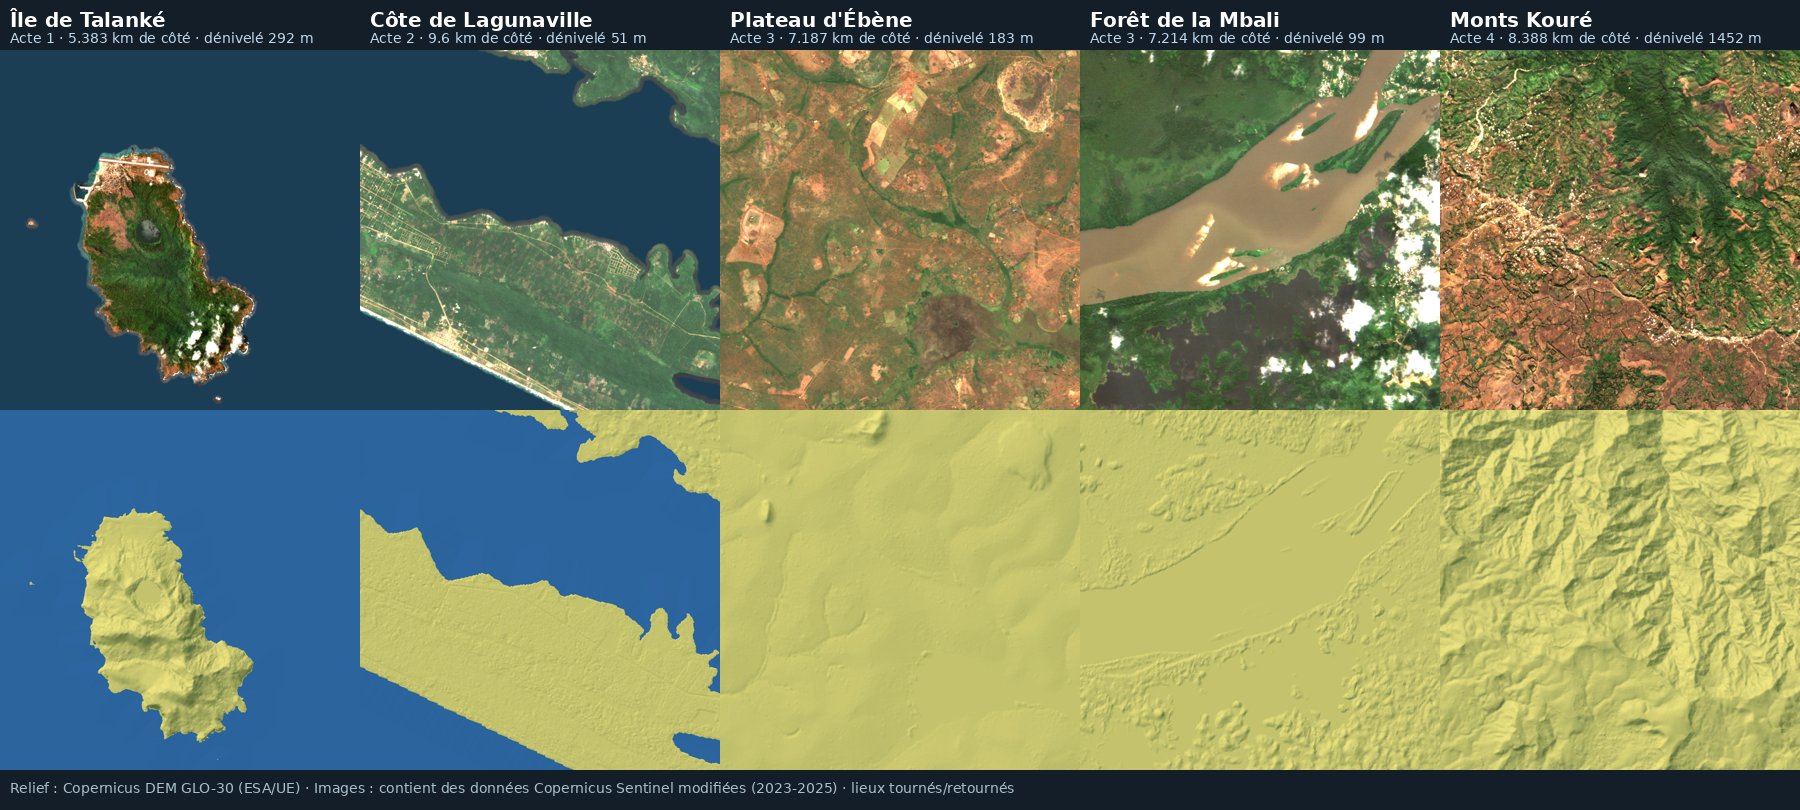 Île de Talanké
Acte 1 · 5.383 km de côté · dénivelé 292 m
Côte de Lagunaville
Acte 2 · 9.6 km de côté · dénivelé 51 m
Plateau d'Ébène
Acte 3 · 7.187 km de côté · dénivelé 183 m
Forêt de la Mbali
Acte 3 · 7.214 km de côté · dénivelé 99 m
Monts Kouré
Acte 4 · 8.388 km de côté · dénivelé 1452 m
Relief : Copernicus DEM GLO-30 (ESA/UE) · Images : contient des données Copernicus Sentinel modifiées (2023-2025) · lieux tournés/retournés